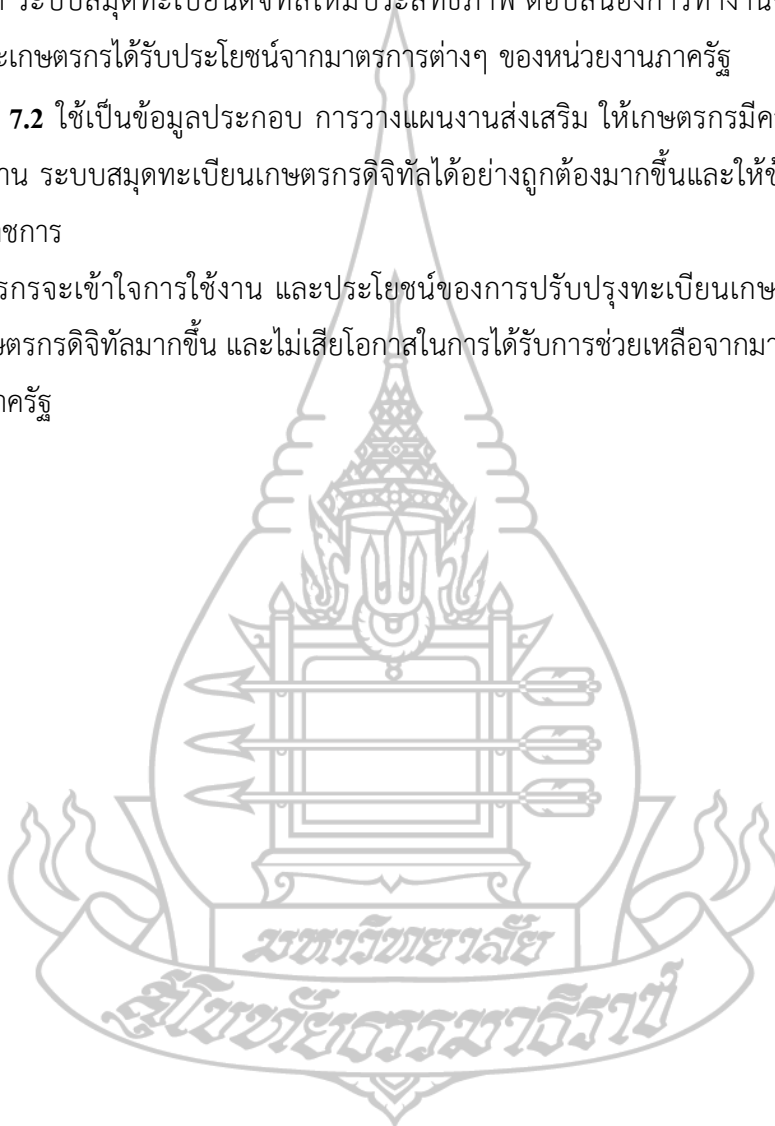 ระบบสมุดทะเบียนดิจิทัลให้มีประสิทธิภาพ ตอบสนองการทำงาน
เกษตรกรได้รับประโยชน์จากมาตรการต่างๆ ของหน่วยงานภาครัฐ
7.2 ใช้เป็นข้อมูลประกอบ การวางแผนงานส่งเสริม ให้เกษตรกรมี
ระบบสมุดทะเบียนเกษตรกรดิจิทัลได้อย่างถูกต้องมากขึ้นและให้
ชการ
รกรจะเข้าใจการใช้งาน และประโยชน์ของการปรับปรุงทะเบียนเกษ
ษตรกรดิจิทัลมากขึ้น และไม่เสียโอกาสในการได้รับการช่วยเหลือจากมา
าครัฐ
มหาวิทยาลัย
สุโขทัยธรรมาธิราช